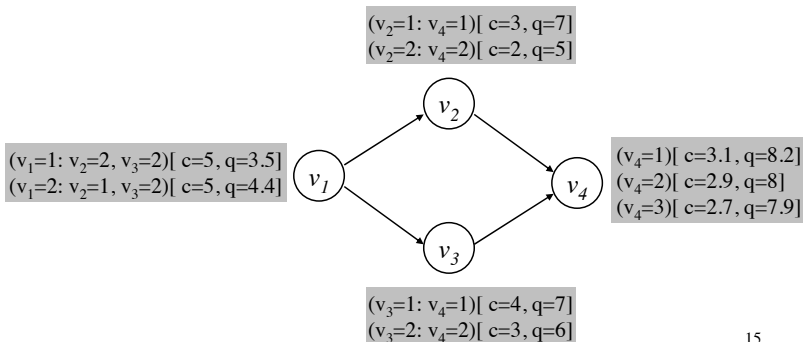 (v₂=1: v₄=1)[ c=3, q=7]
(v₂=2: v₄=2)[ c=2, q=5]
v₂
(v₁=1: v₂=2, v₃=2)[ c=5, q=3.5]
(v₁=2: v₂=1, v₃=2)[ c=5, q=4.4]
v₁
v₄
(v₄=1)[ c=3.1, q=8.2]
(v₄=2)[ c=2.9, q=8]
(v₄=3)[ c=2.7, q=7.9]
v₃
(v₃=1: v₄=1)[ c=4, q=7]
(v₃=2: v₄=2)[ c=3, q=6]
15